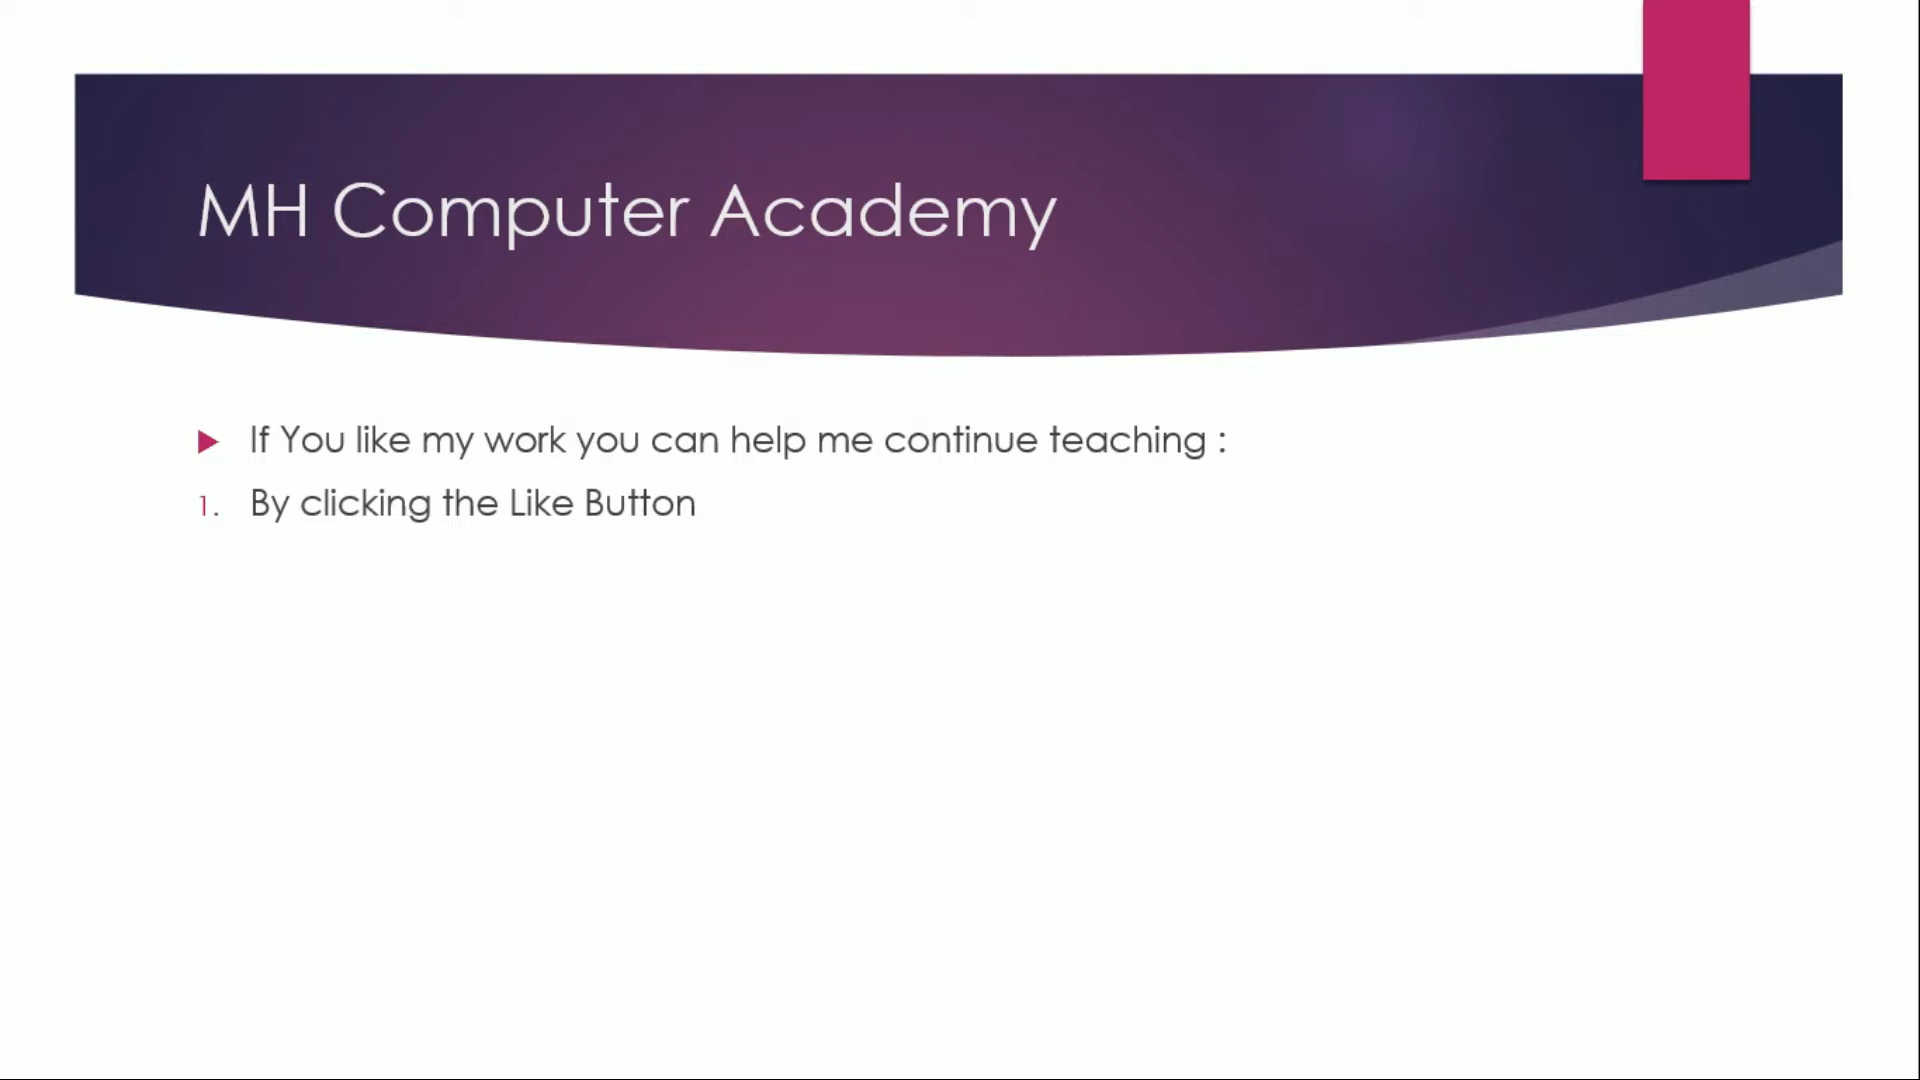 MH Computer Academy
If You like my work you can help me continue teaching :
1. By clicking the Like Button